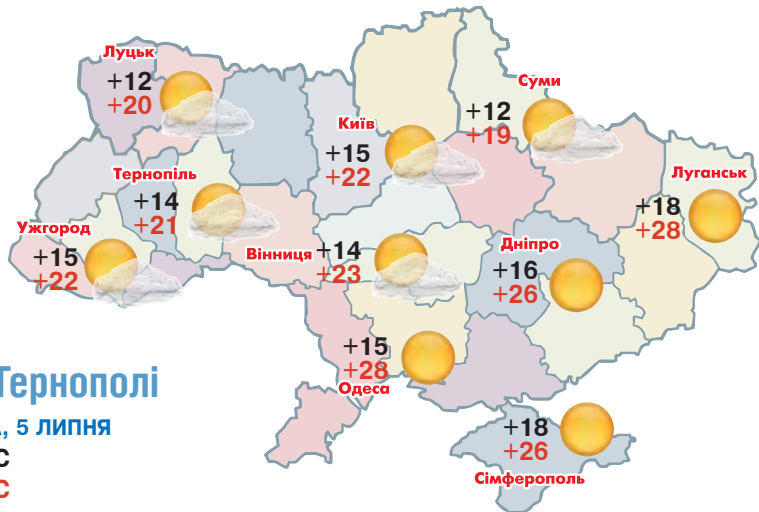 Луцьк
+12
+20
Суми
+12
+19
Київ
+15
+22
Тернопіль
+14
+21
Луганськ
+18
+28
Ужгород
+15
+22
Вінниця
+14
+23
Дніпро
+16
+26
+15
+28
Одеса
Тернополі
, 5 ЛИПНЯ
С
С
+18
+26
Сімферополь